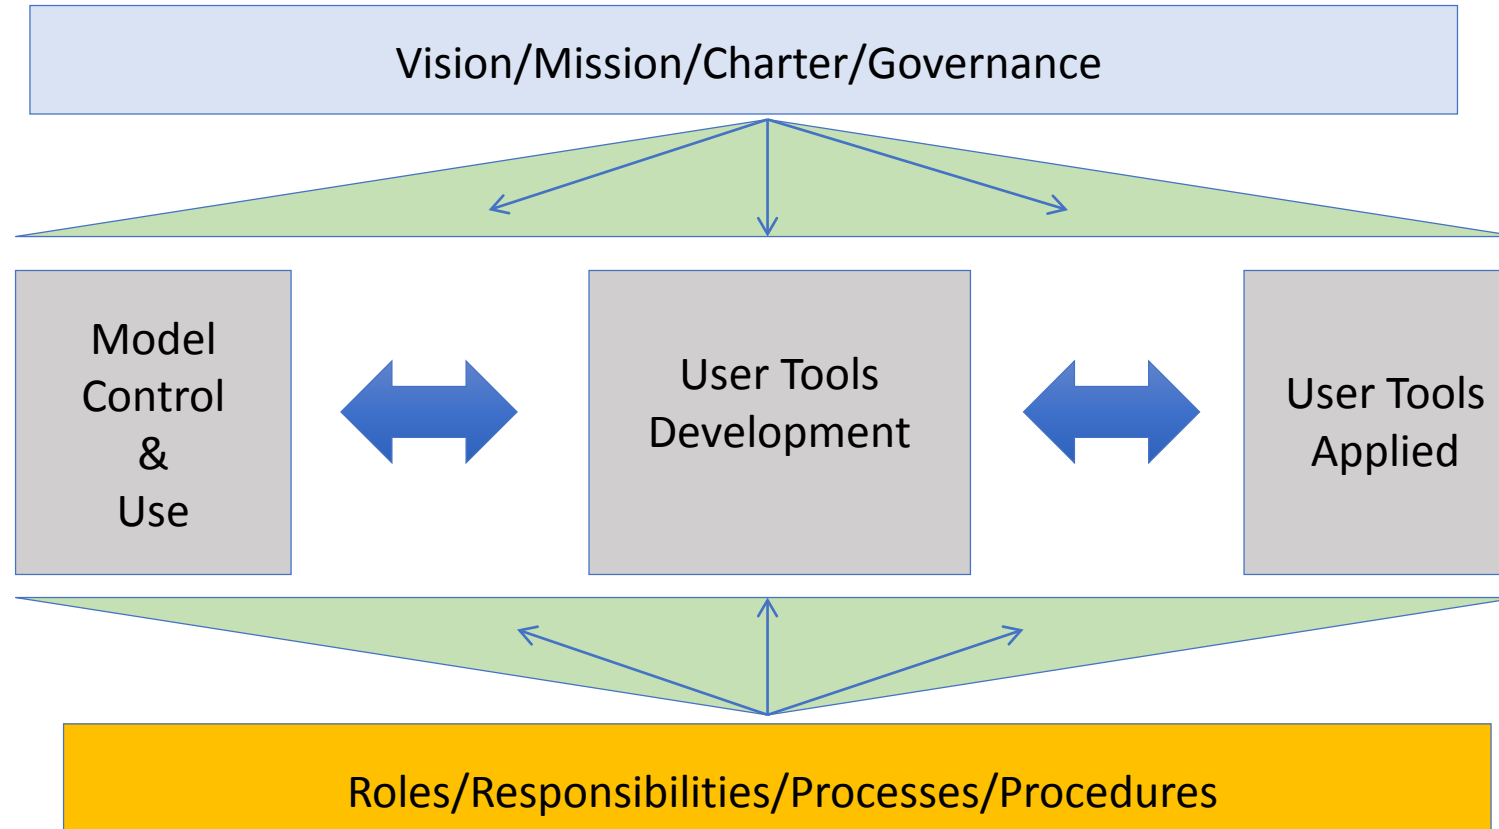 Vision/Mission/Charter/Governance
Model
Control
&
Use
User Tools
Development
User Tools
Applied
Roles/Responsibilities/Processes/Procedures